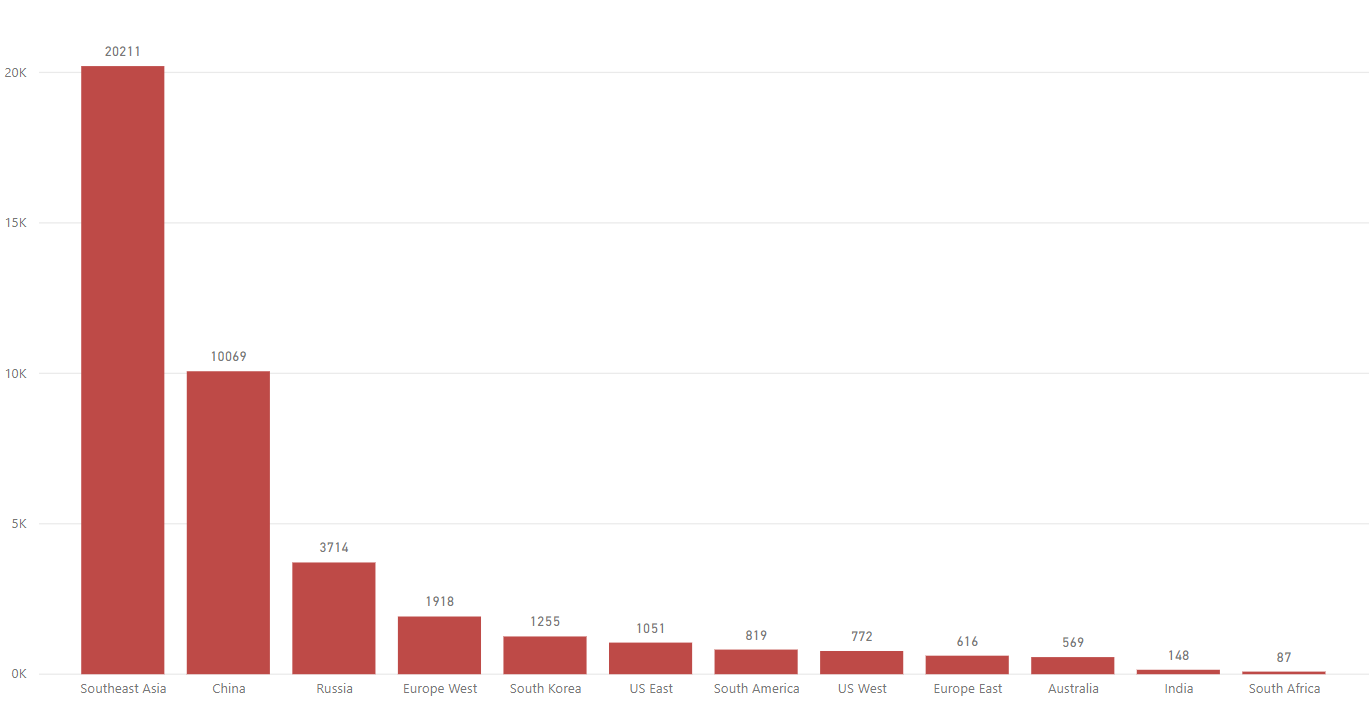 20211
20K
15K
10069
10K
5K
3714
1918
1255
1051
819
772
616
569
148
87
0K
Southeast Asia China Russia Europe West South Korea US East South America US West Europe East Australia India South Africa